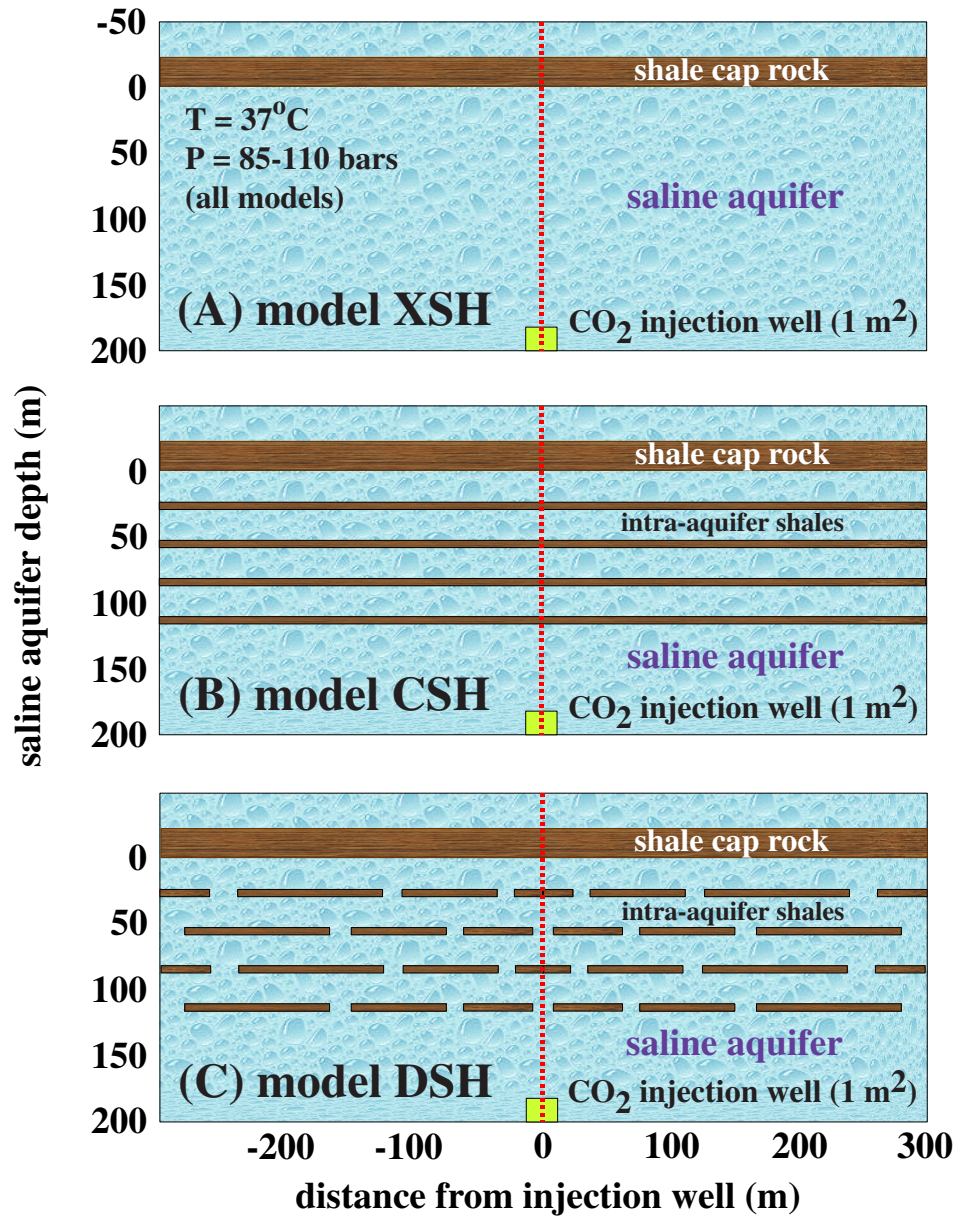 -50
0
50
100
150
200
shale cap rock
T = 37°C
P = 85-110 bars
(all models)
saline aquifer
(A) model XSH
CO₂ injection well (1 m²)
saline aquifer depth (m)
0
50
100
150
200
shale cap rock
intra-aquifer shales
saline aquifer
(B) model CSH
CO₂ injection well (1 m²)
0
50
100
150
200
shale cap rock
intra-aquifer shales
saline aquifer
(C) model DSH
CO₂ injection well (1 m²)
-200 -100 0 100 200 300
distance from injection well (m)